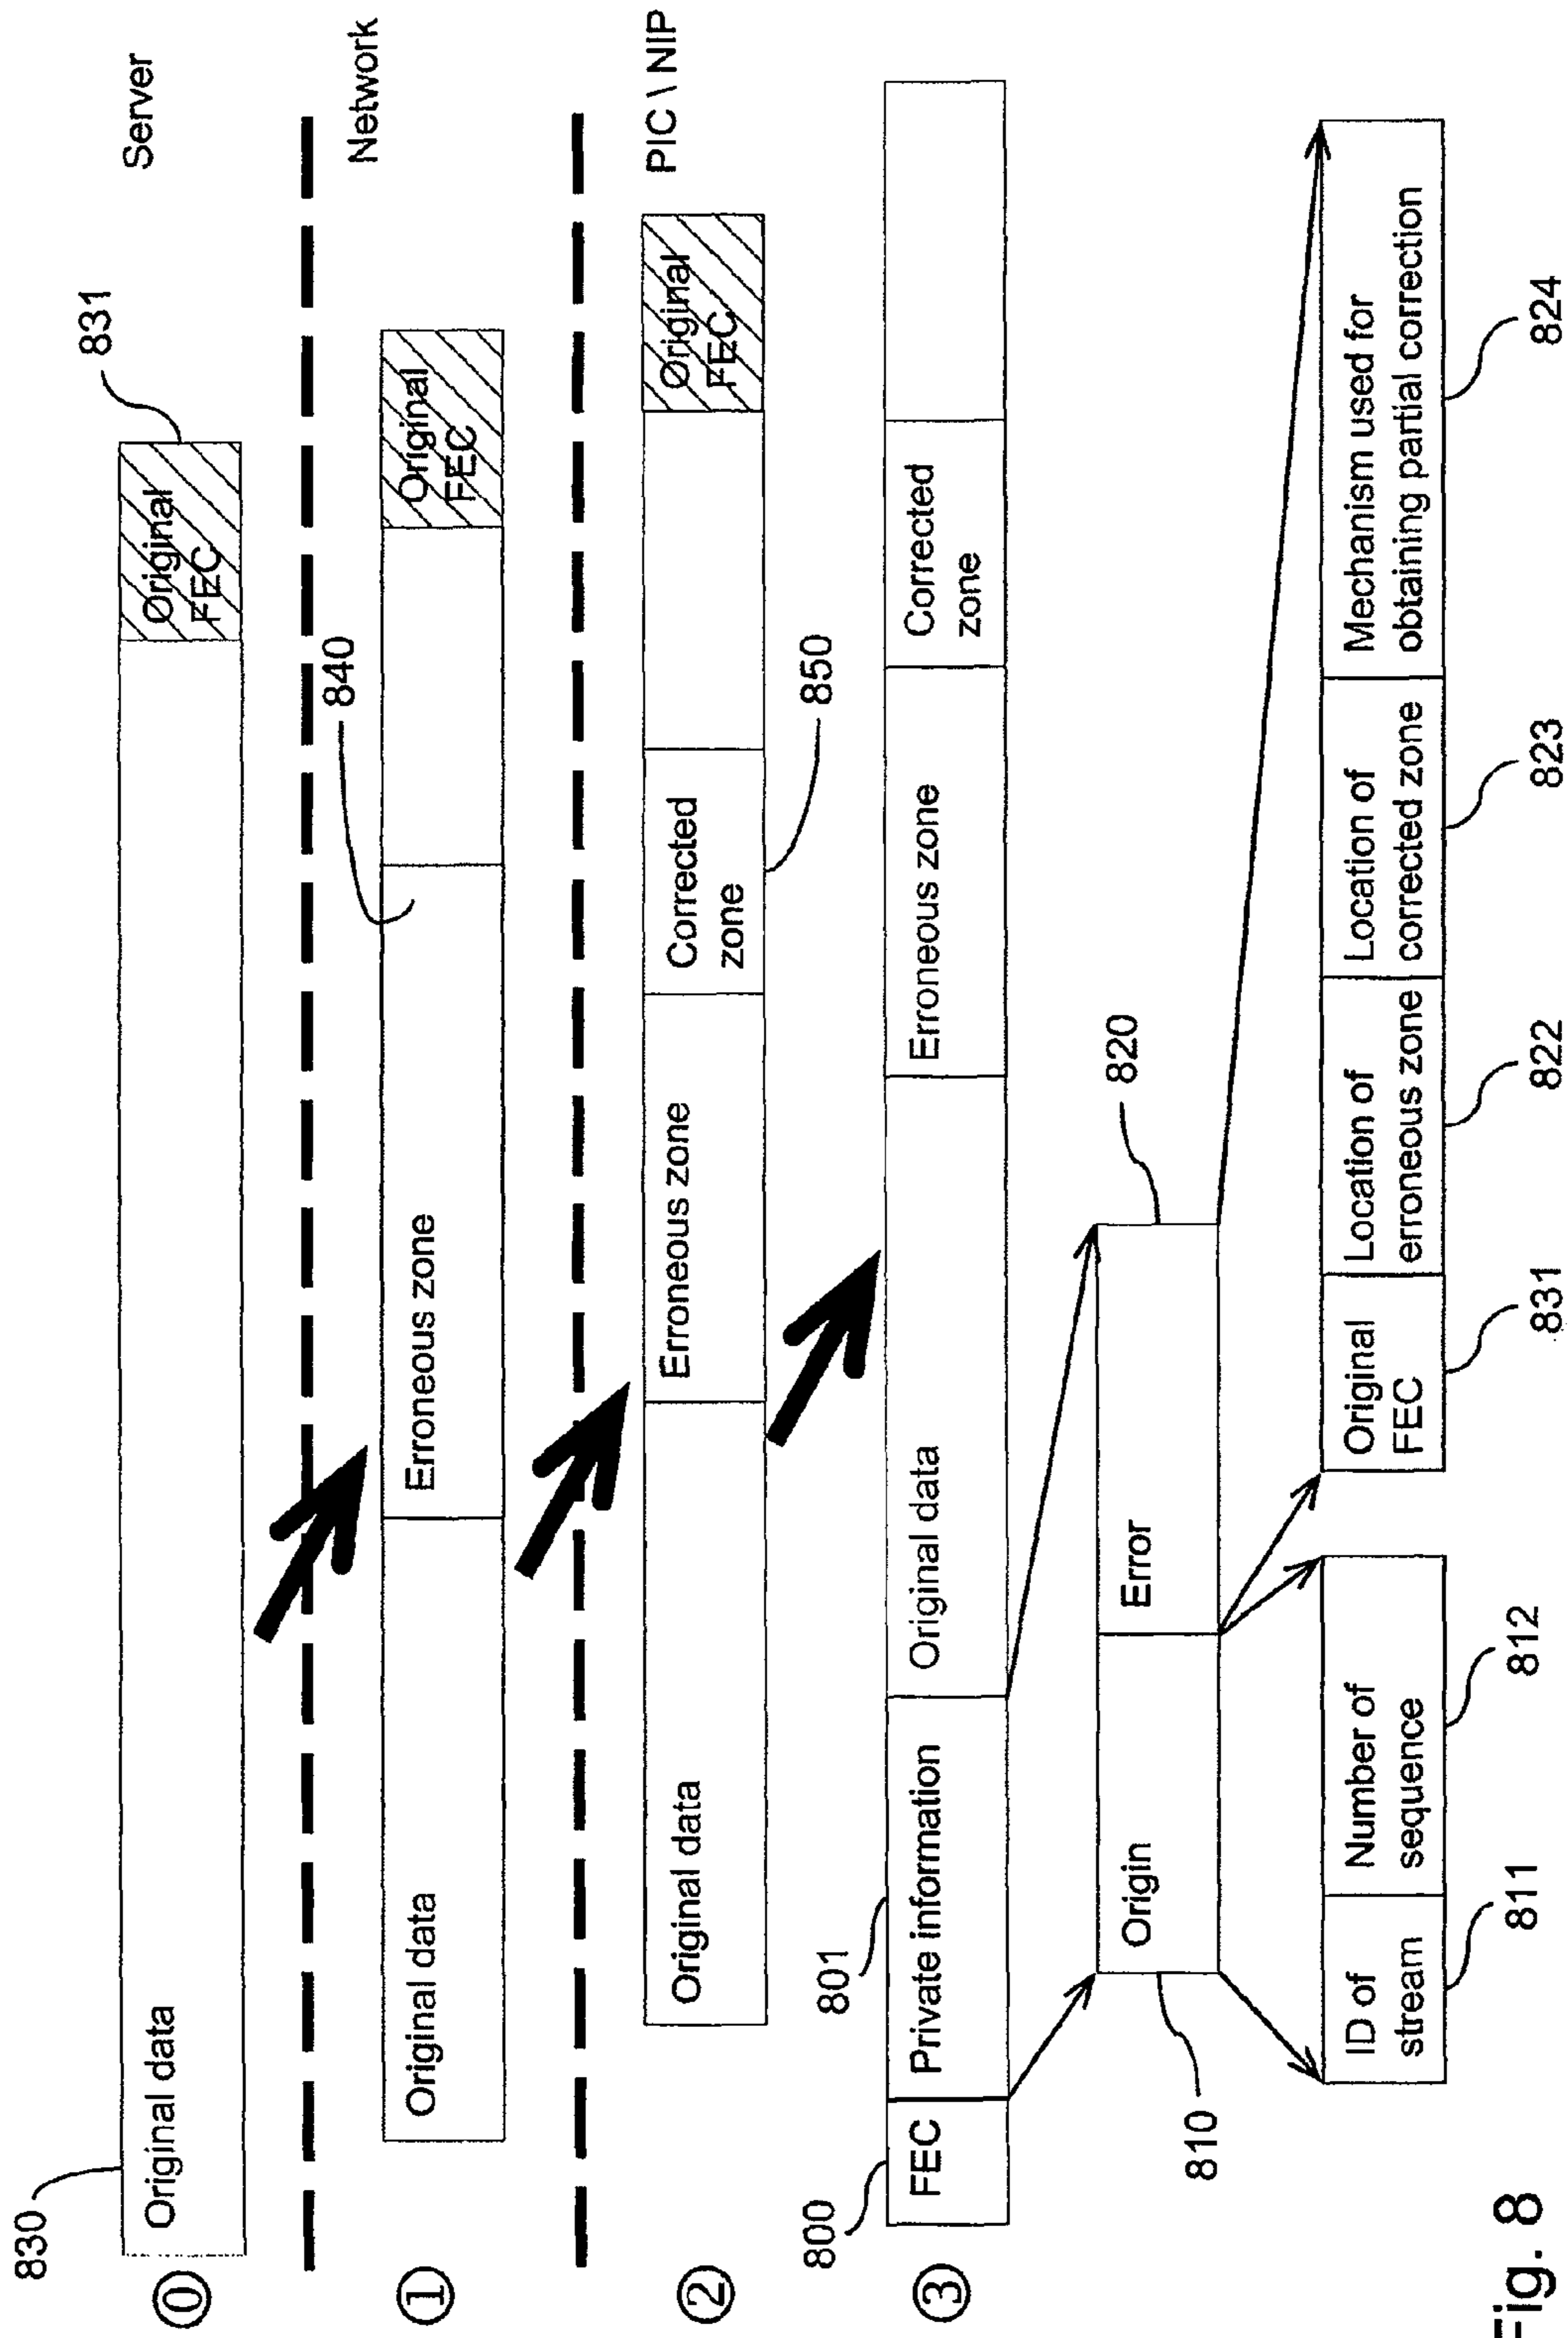 Server
831
830
Original data
Original
FEC
⓪
Network
840
Original data
Erroneous zone
Original
FEC
①
PIC \ NIP
Original data
Erroneous zone
Corrected
zone
Original
FEC
850
②
800
801
FEC
Private information
Original data
Erroneous zone
Corrected
zone
③
810
820
Origin
Error
ID of
stream
Number of
sequence
Original
FEC
Location of
erroneous zone
Location of
corrected zone
Mechanism used for
obtaining partial correction
811
812
831
822
823
824
Fig. 8